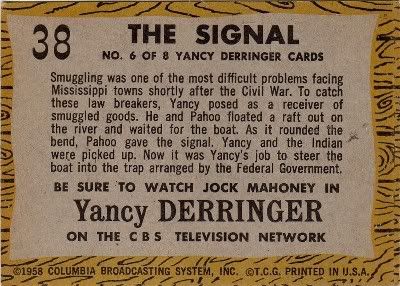 38
THE SIGNAL
NO. 6 OF 8 YANCY DERRINGER CARDS
Smuggling was one of the most difficult problems facing
Mississippi towns shortly after the Civil War. To catch
these law breakers, Yancy posed as a receiver of
smuggled goods. He and Pahoo floated a raft out on
the river and waited for the boat. As it rounded the
bend, Pahoo gave the signal. Yancy and the Indian
were picked up. Now it was Yancy's job to steer the
boat into the trap arranged by the Federal Government.
BE SURE TO WATCH JOCK MAHONEY IN
Yancy DERRINGER
ON THE CBS TELEVISION NETWORK
©1958 COLUMBIA BROADCASTING SYSTEM, INC. ©T.C.G. PRINTED IN U.S.A.